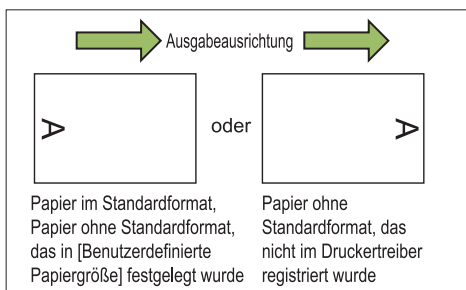 Ausgabeausrichtung
A
oder
A
Papier im Standardformat,
Papier ohne Standardformat,
das in [Benutzerdefinierte
Papiergröße] festgelegt wurde
Papier ohne
Standardformat, das
nicht im Druckertreiber
registriert wurde